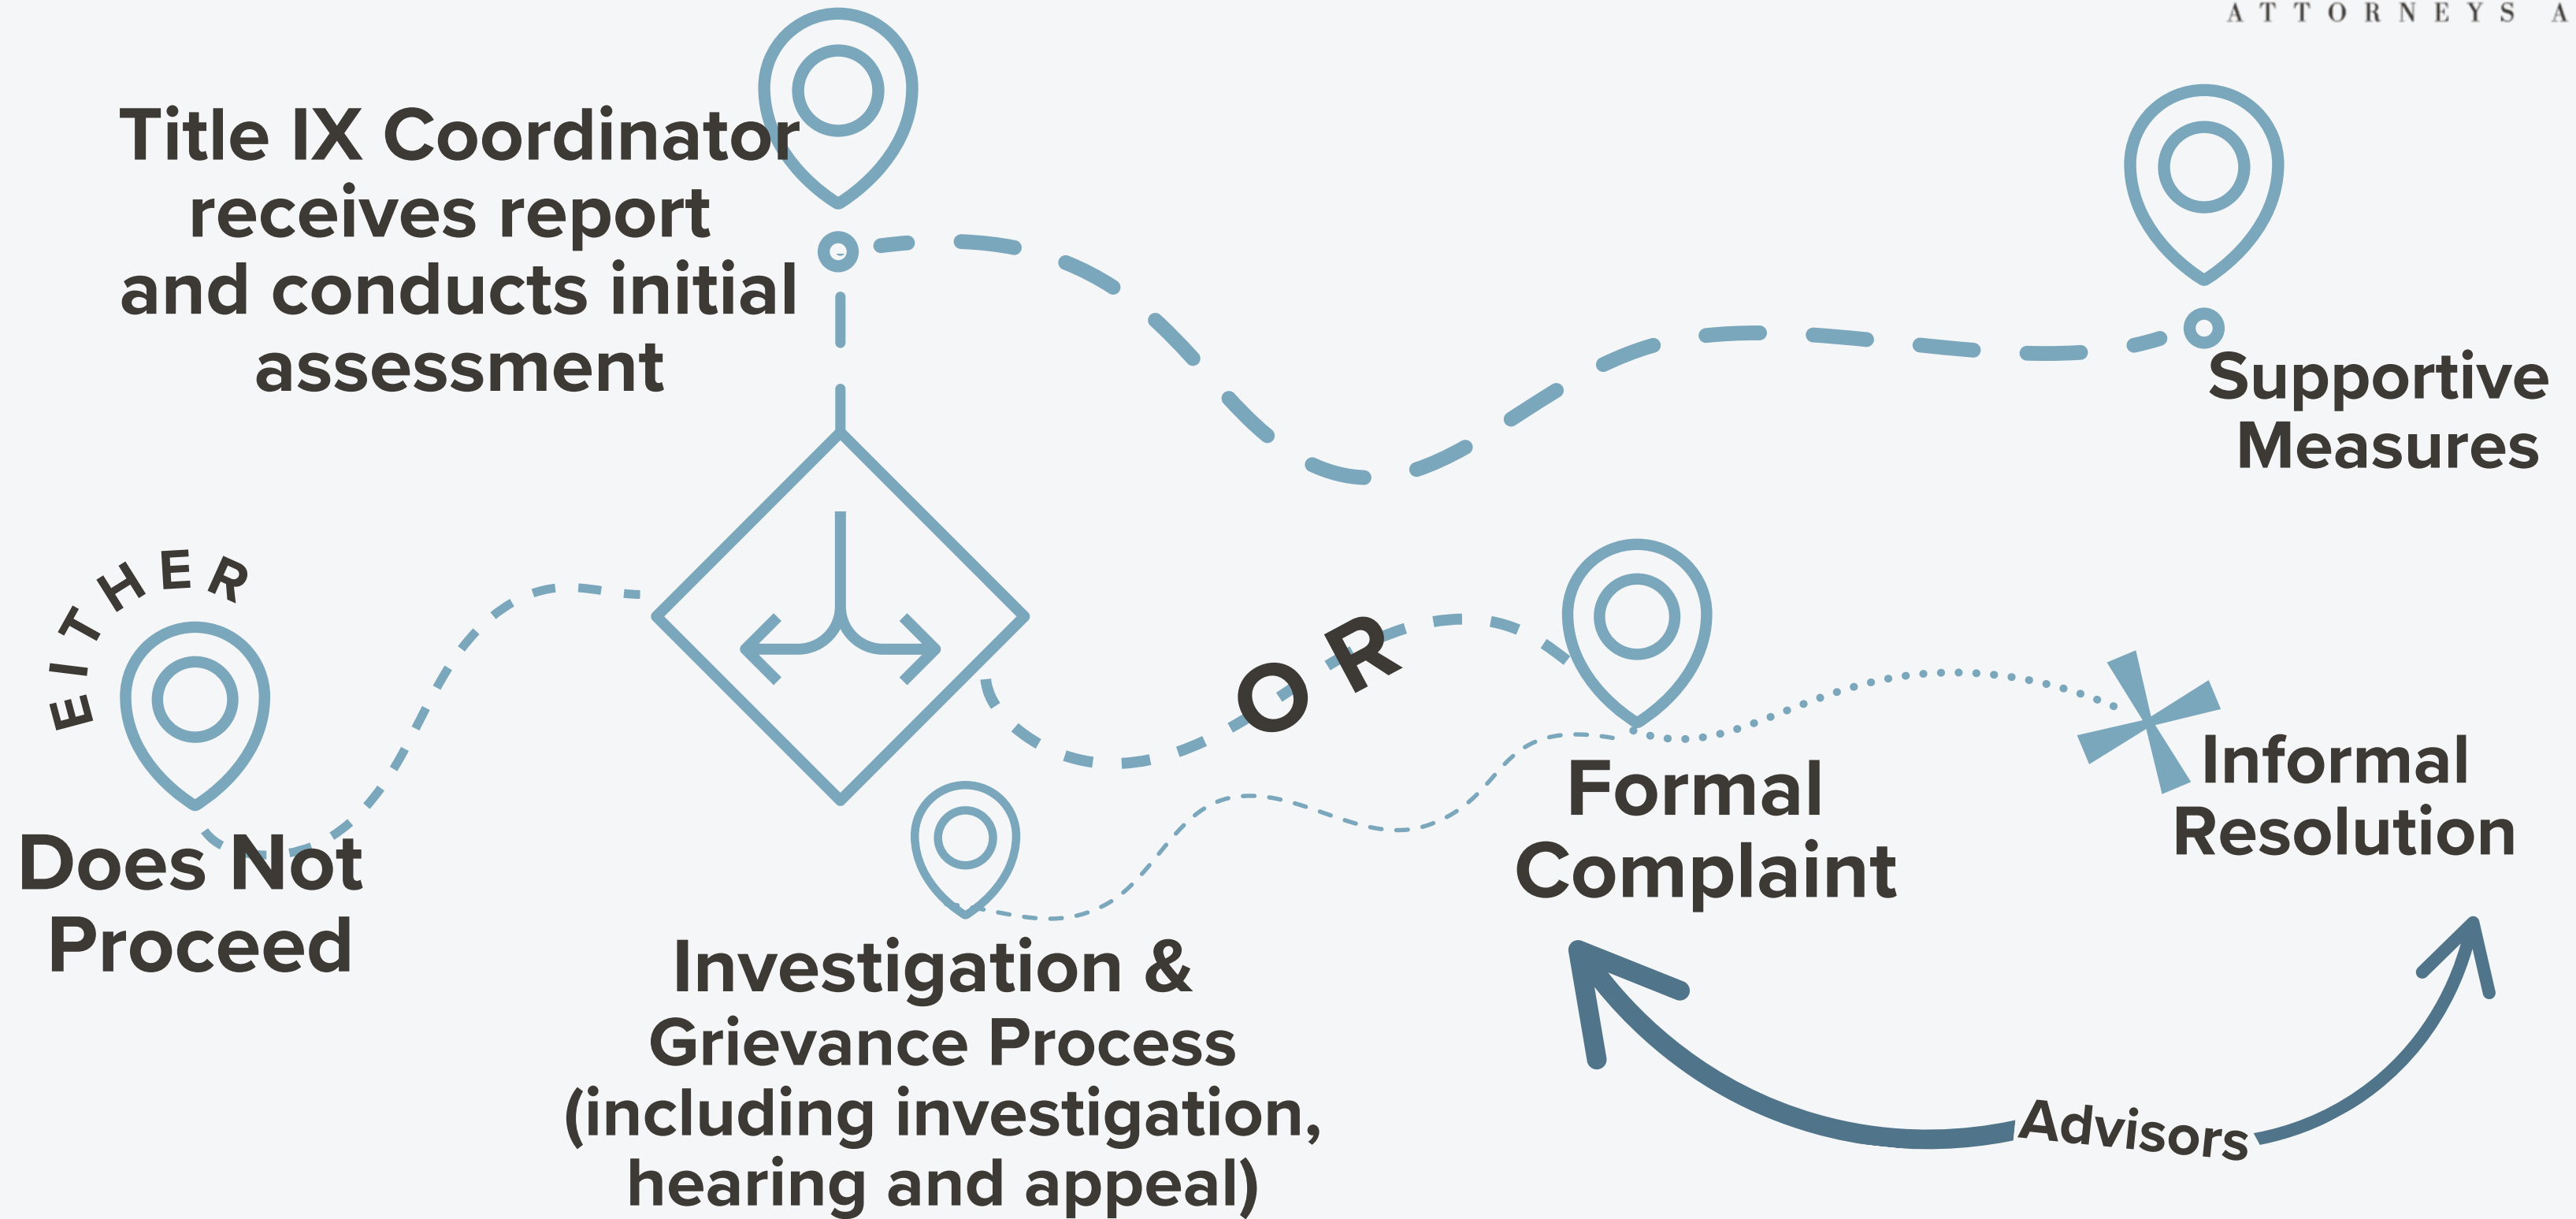 ATTORNEYS A
Title IX Coordinator
receives report
and conducts initial
assessment
Supportive
Measures
EITHER
OR
Does Not
Proceed
Formal
Complaint
Informal
Resolution
Investigation &
Grievance Process
(including investigation,
hearing and appeal)
Advisors